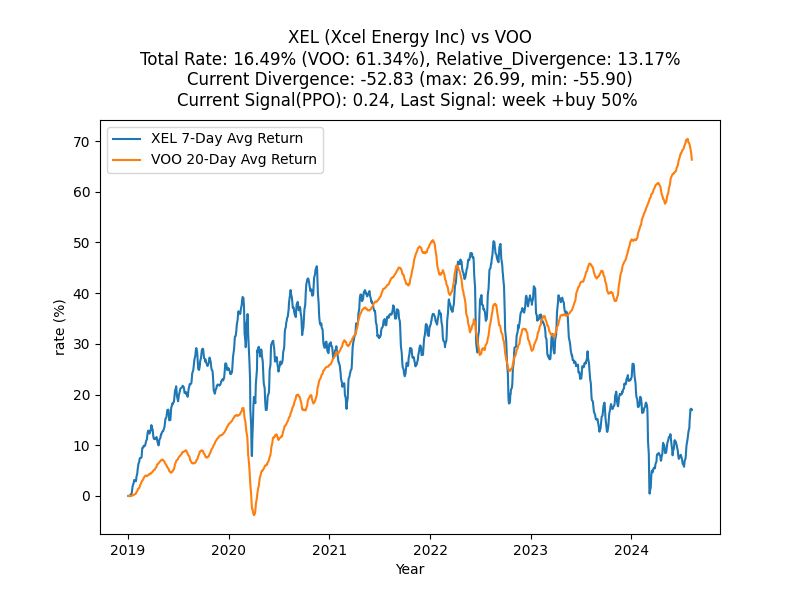 XEL (Xcel Energy Inc) vs VOO
Total Rate: 16.49% (VOO: 61.34%), Relative_Divergence: 13.17%
Current Divergence: -52.83 (max: 26.99, min: -55.90)
Current Signal(PPO): 0.24, Last Signal: week +buy 50%
XEL 7-Day Avg Return
VOO 20-Day Avg Return
70
60
50
40
30
20
10
0
rate (%)
2019 2020 2021 2022 2023 2024
Year